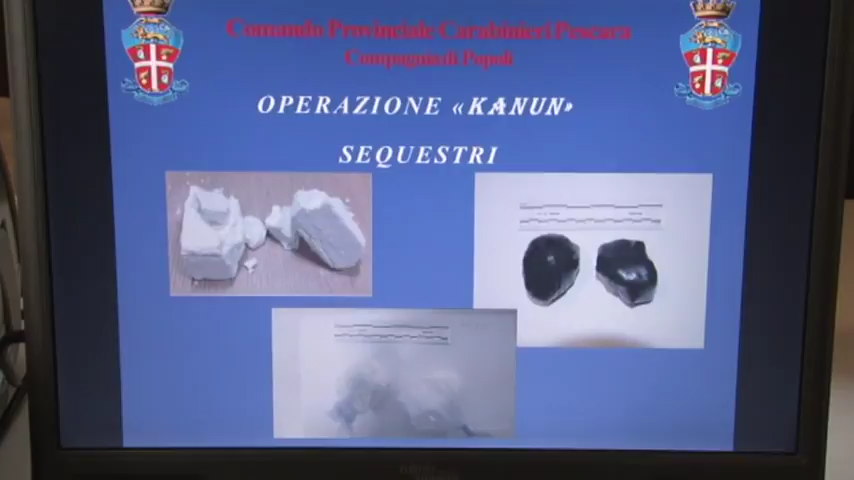 Comando Provinciale Carabinieri Pescara
Compagnia di Popoli
OPERAZIONE «KANUN»
SEQUESTRI